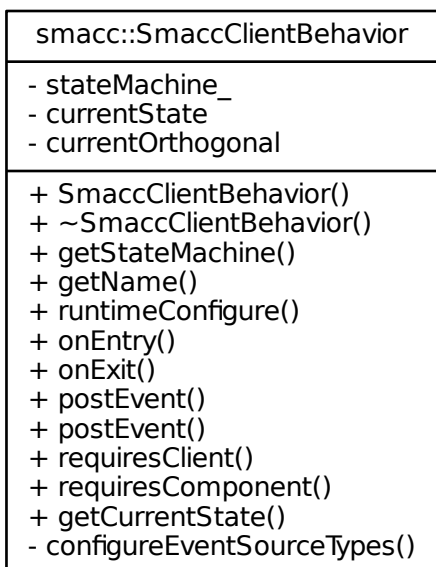 smacc::SmaccClientBehavior
- stateMachine_
- currentState
- currentOrthogonal
+ SmaccClientBehavior()
+ ~SmaccClientBehavior()
+ getStateMachine()
+ getName()
+ runtimeConfigure()
+ onEntry()
+ onExit()
+ postEvent()
+ postEvent()
+ requiresClient()
+ requiresComponent()
+ getCurrentState()
- configureEventSourceTypes()